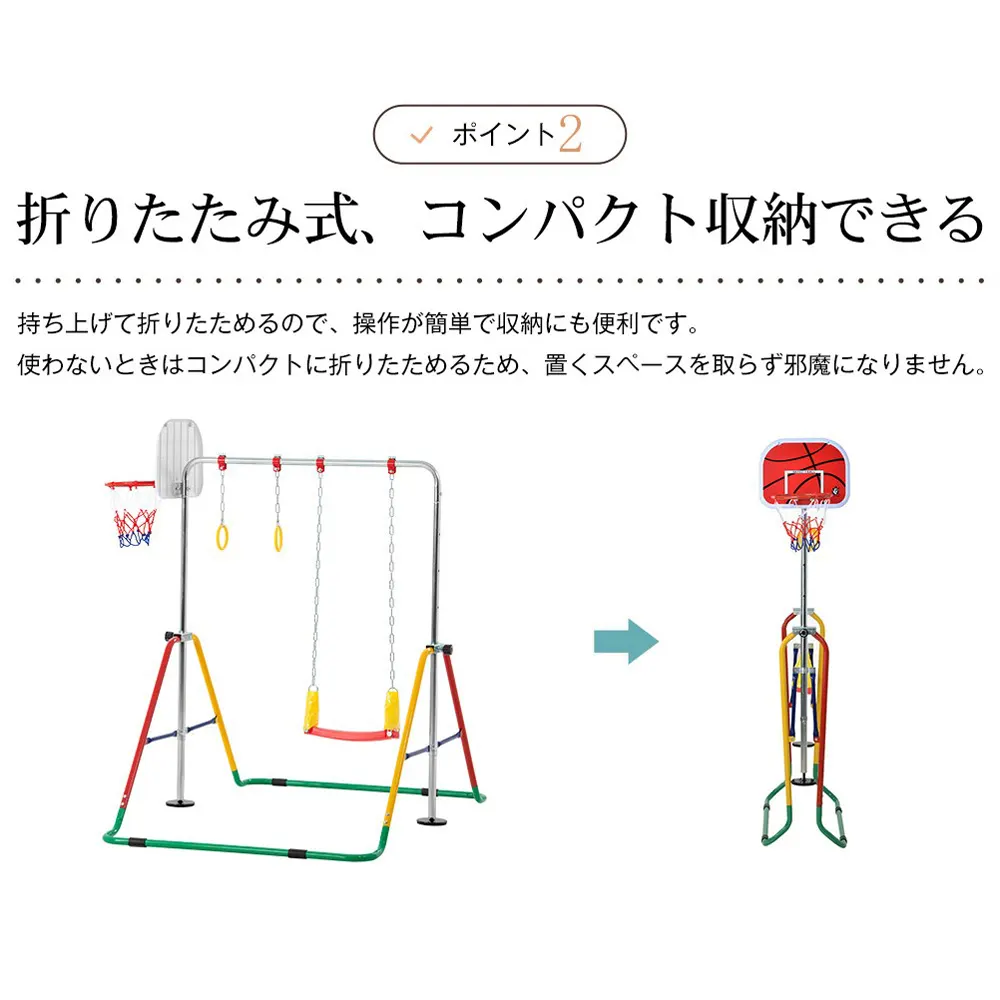 ポイント2
折りたたみ式、コンパクト収納できる
持ち上げて折りたためるので、操作が簡単で収納にも便利です。
使わないときはコンパクトに折りたためるため、置くスペースを取らず邪魔になりません。